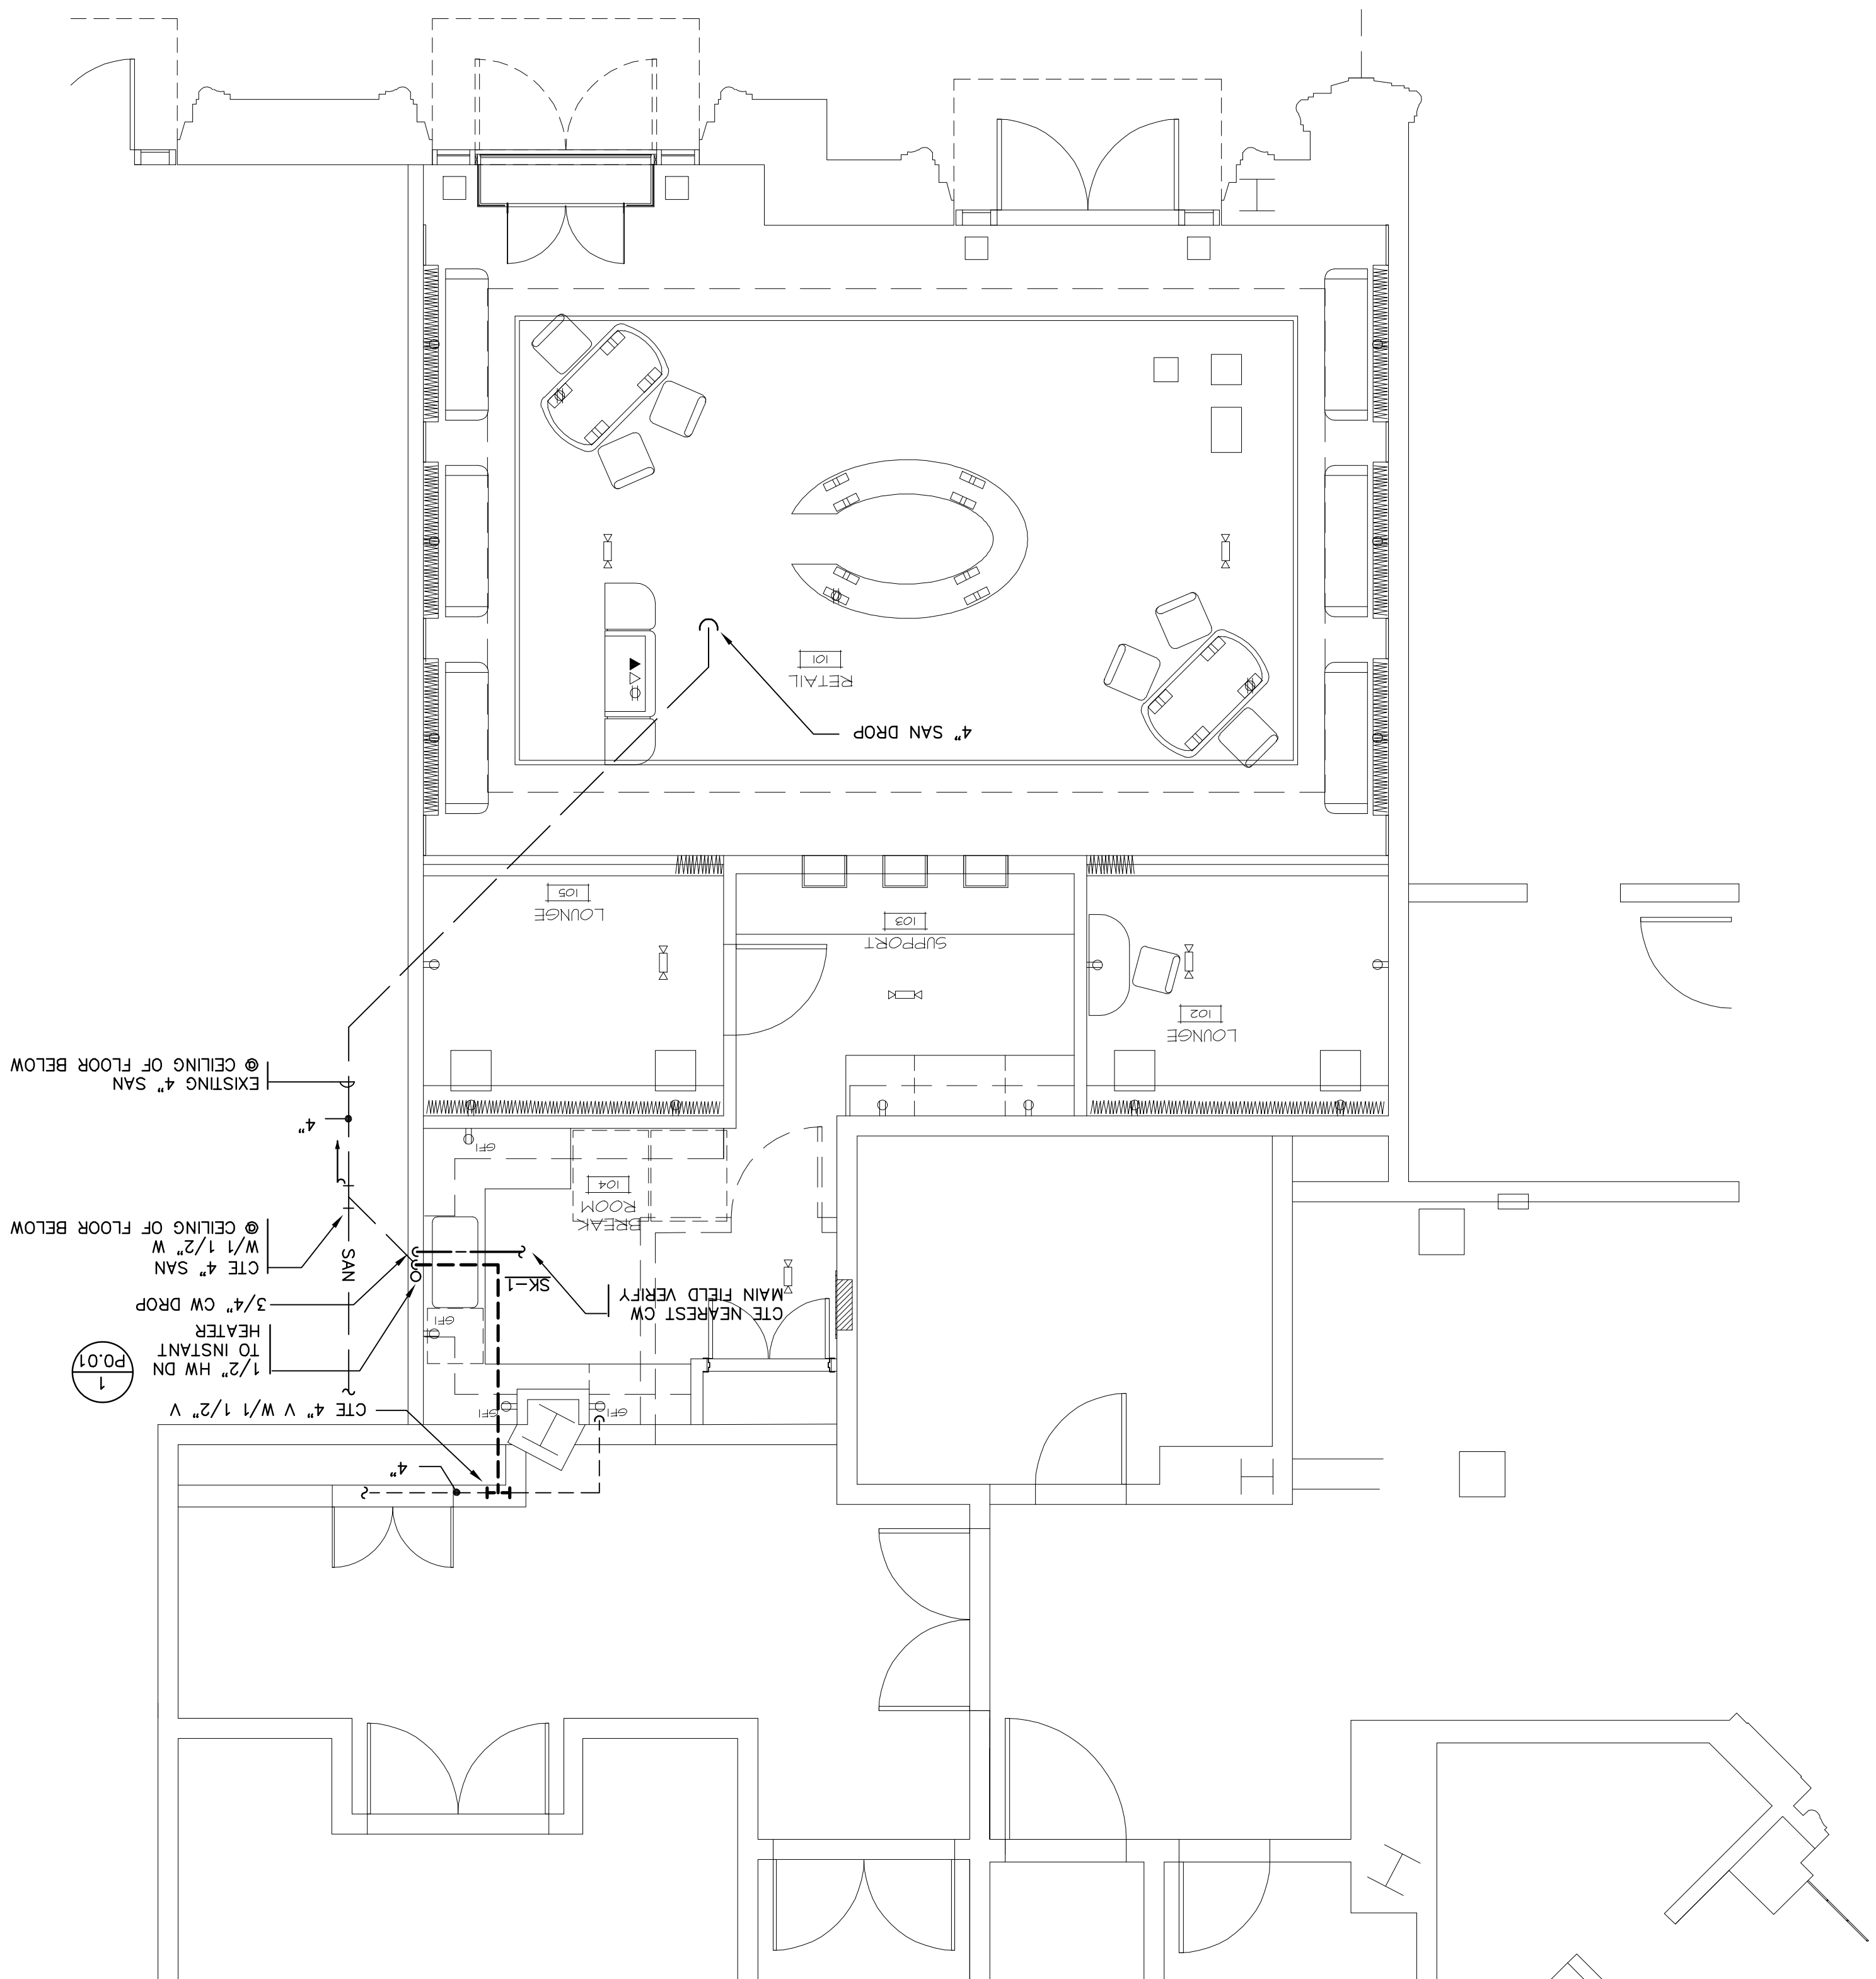 4"
GFI
GFI
CTE 4" V W/1 1/2" V
1/2" HW DN
TO INSTANT
HEATER
1
P0.01
GFI
CTE NEAREST CW
MAIN FIELD VERIFY
3/4" CW DROP
SK-1
SAN
CTE 4" SAN
W/1 1/2" W
@ CEILING OF FLOOR BELOW
BREAK
ROOM
104
GFI
4"
EXISTING 4" SAN
@ CEILING OF FLOOR BELOW
LOUNGE
102
SUPPORT
103
LOUNGE
105
4" SAN DROP
RETAIL
101